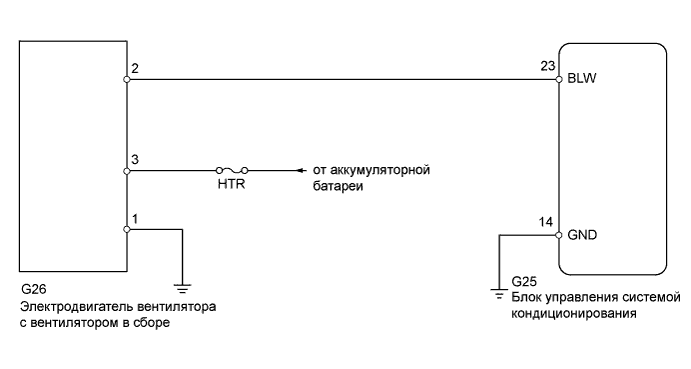 2
23
BLW
3
HTR
от аккумуляторной
батареи
1
14
GND
G26
Электродвигатель вентилятора
с вентилятором в сборе
G25
Блок управления системой
кондиционирования